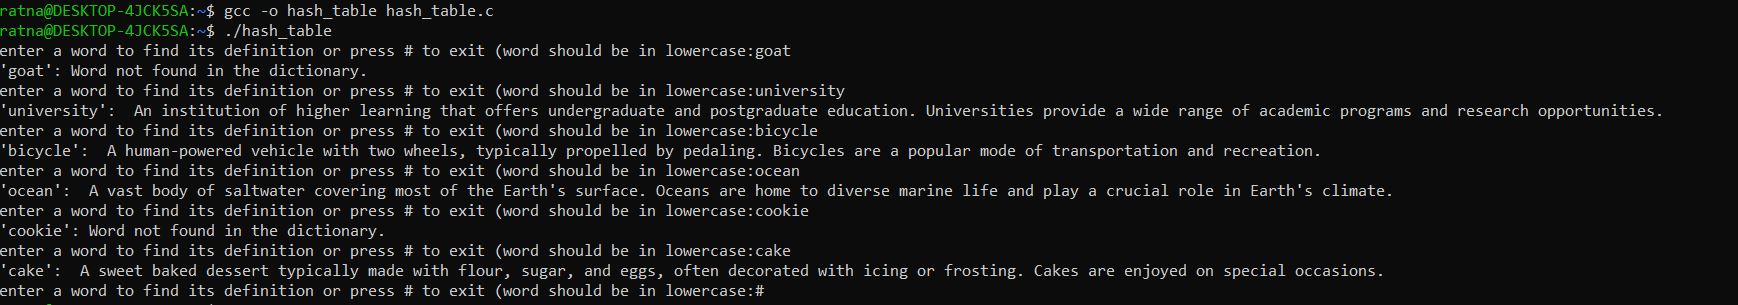 ratna@DESKTOP-4JCK5SA:~$ gcc -o hash_table hash_table.c
ratna@DESKTOP-4JCK5SA:~$ ./hash_table
enter a word to find its definition or press # to exit (word should be in lowercase:goat
'goat': Word not found in the dictionary.
enter a word to find its definition or press # to exit (word should be in lowercase:university
'university':  An institution of higher learning that offers undergraduate and postgraduate education. Universities provide a wide range of academic programs and research opportunities.
enter a word to find its definition or press # to exit (word should be in lowercase:bicycle
'bicycle':  A human-powered vehicle with two wheels, typically propelled by pedaling. Bicycles are a popular mode of transportation and recreation.
enter a word to find its definition or press # to exit (word should be in lowercase:ocean
'ocean':  A vast body of saltwater covering most of the Earth's surface. Oceans are home to diverse marine life and play a crucial role in Earth's climate.
enter a word to find its definition or press # to exit (word should be in lowercase:cookie
'cookie': Word not found in the dictionary.
enter a word to find its definition or press # to exit (word should be in lowercase:cake
'cake':  A sweet baked dessert typically made with flour, sugar, and eggs, often decorated with icing or frosting. Cakes are enjoyed on special occasions.
enter a word to find its definition or press # to exit (word should be in lowercase:#